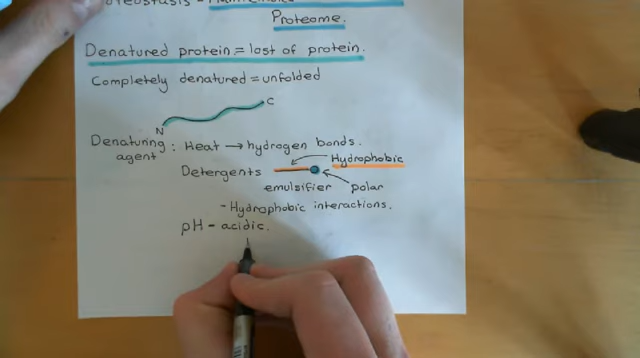 Proteome.
Denatured protein = lost of protein.
Completely denatured = unfolded
N C
Denaturing agent : Heat → hydrogen bonds.
Detergents Hydrophobic
emulsifier polar
- Hydrophobic interactions.
pH - acidic.